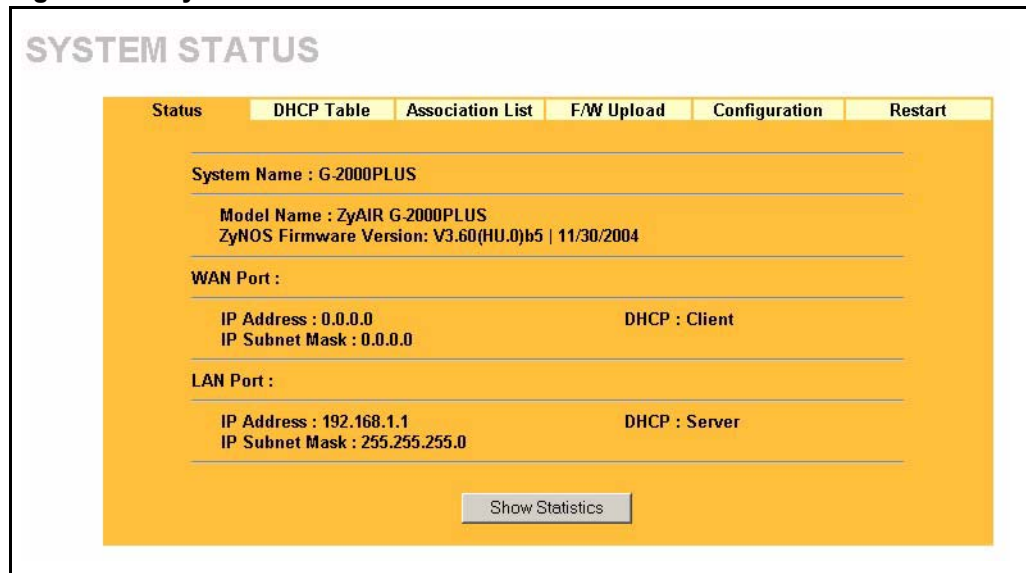 SYSTEM STATUS
Status DHCP Table Association List F/W Upload Configuration Restart
System Name : G-2000PLUS
Model Name : ZyAIR G-2000PLUS
ZyNOS Firmware Version: V3.60(HU.0)b5 | 11/30/2004
WAN Port :
IP Address : 0.0.0.0 DHCP : Client
IP Subnet Mask : 0.0.0.0
LAN Port :
IP Address : 192.168.1.1 DHCP : Server
IP Subnet Mask : 255.255.255.0
Show Statistics